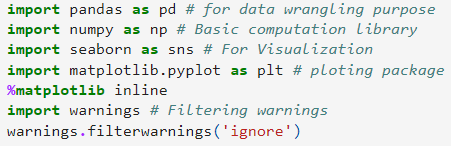 import pandas as pd # for data wrangling purpose
import numpy as np # Basic computation library
import seaborn as sns # For Visualization
import matplotlib.pyplot as plt # ploting package
%matplotlib inline
import warnings # Filtering warnings
warnings.filterwarnings('ignore')